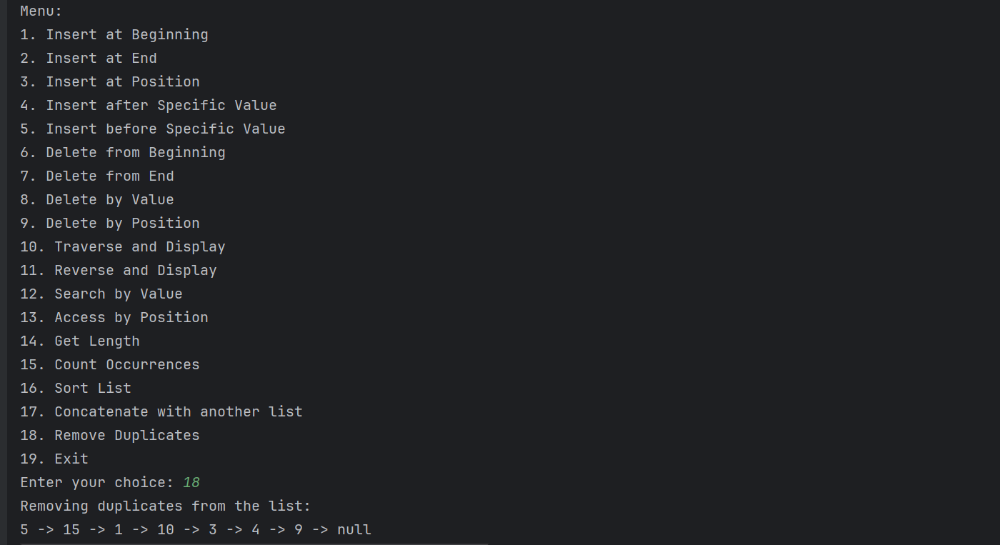 Menu:
1. Insert at Beginning
2. Insert at End
3. Insert at Position
4. Insert after Specific Value
5. Insert before Specific Value
6. Delete from Beginning
7. Delete from End
8. Delete by Value
9. Delete by Position
10. Traverse and Display
11. Reverse and Display
12. Search by Value
13. Access by Position
14. Get Length
15. Count Occurrences
16. Sort List
17. Concatenate with another list
18. Remove Duplicates
19. Exit
Enter your choice: 18
Removing duplicates from the list:
5 -> 15 -> 1 -> 10 -> 3 -> 4 -> 9 -> null